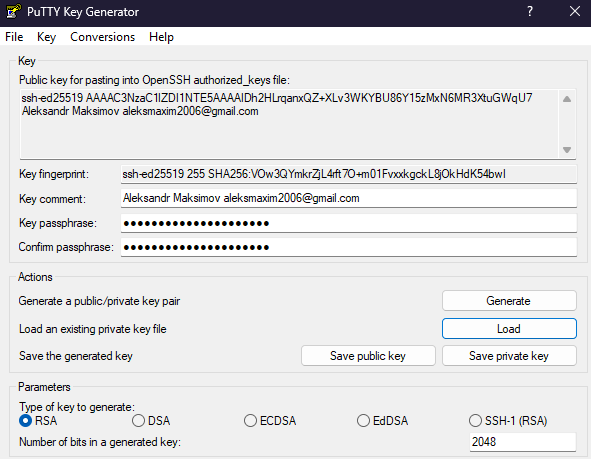 PuTTY Key Generator
File Key Conversions Help
Key
Public key for pasting into OpenSSH authorized_keys file:
ssh-ed25519 AAAAC3NzaC1lZDI1NTE5AAAAIDh2HLrqanxQZ+XLv3WKYBU86Y15zMxN6MR3XtuGWqU7
Aleksandr Maksimov aleksmaxim2006@gmail.com
Key fingerprint: ssh-ed25519 255 SHA256:VOw3QYmkrZjL4rft7O+m01FvxxkgckL8jOkHdK54bwI
Key comment: Aleksandr Maksimov aleksmaxim2006@gmail.com
Key passphrase: ●●●●●●●●●●●●●●●●●●●●●
Confirm passphrase: ●●●●●●●●●●●●●●●●●●●●●
Actions
Generate a public/private key pair Generate
Load an existing private key file Load
Save the generated key Save public key Save private key
Parameters
Type of key to generate:
RSA DSA ECDSA EdDSA SSH-1 (RSA)
Number of bits in a generated key: 2048